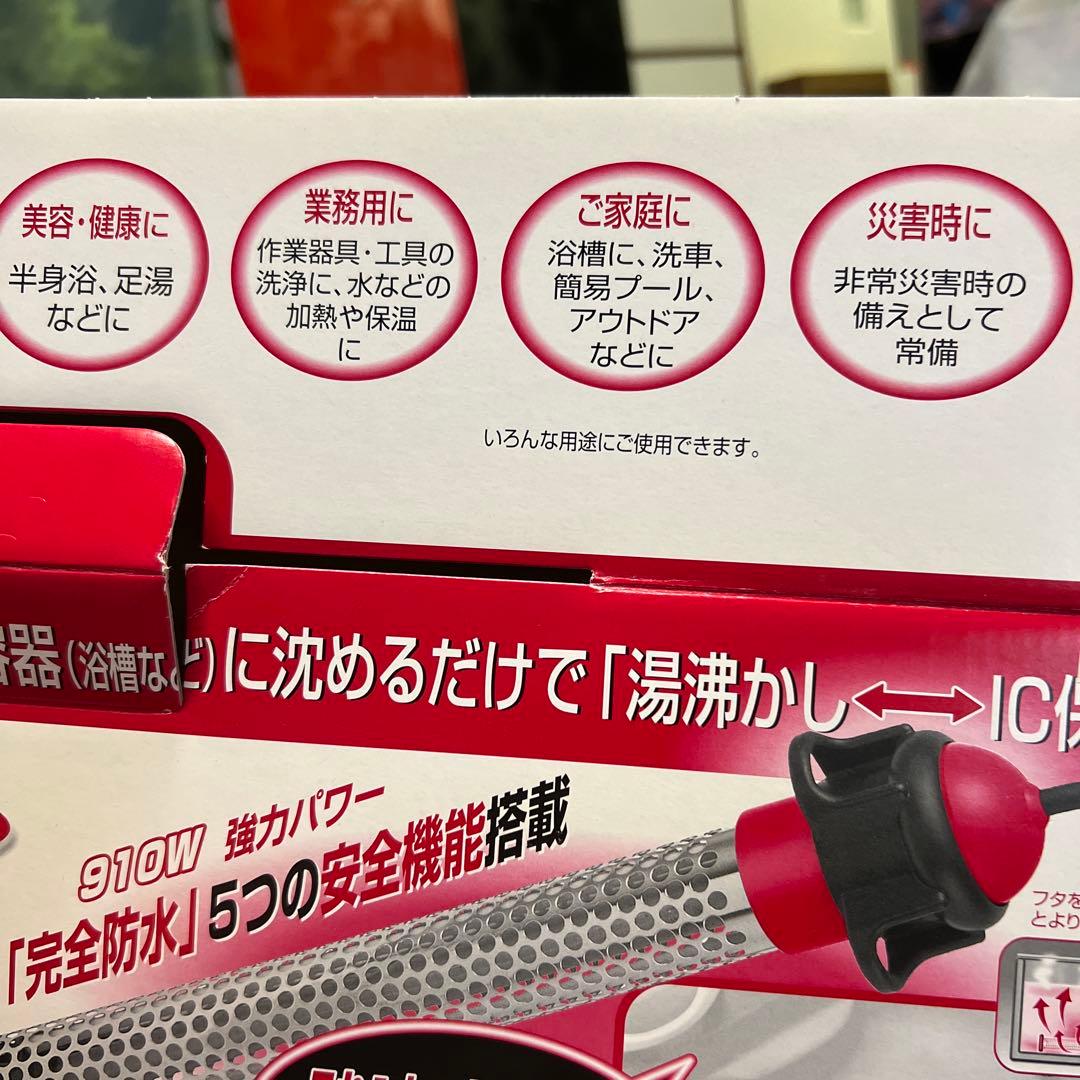 美容・健康に
半身浴、足湯
などに
業務用に
作業器具・工具の
洗浄に、水などの
加熱や保温
に
ご家庭に
浴槽に、洗車、
簡易プール、
アウトドア
などに
災害時に
非常災害時の
備えとして
常備
いろんな用途にご使用できます。
器(浴槽など)に沈めるだけで「湯沸かし⟷IC
910W 強力パワー
「完全防水」5つの安全機能搭載
フタを
とより